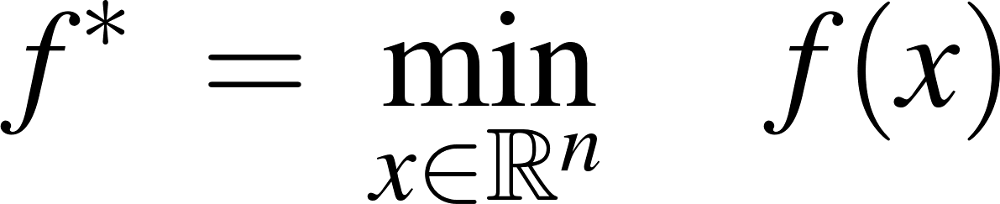 f* = min f(x)
x∈ℝⁿ